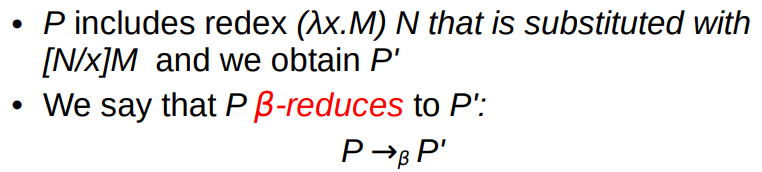 • P includes redex (λx.M) N that is substituted with
[N/x]M and we obtain P'
• We say that P β-reduces to P':
P →β P'